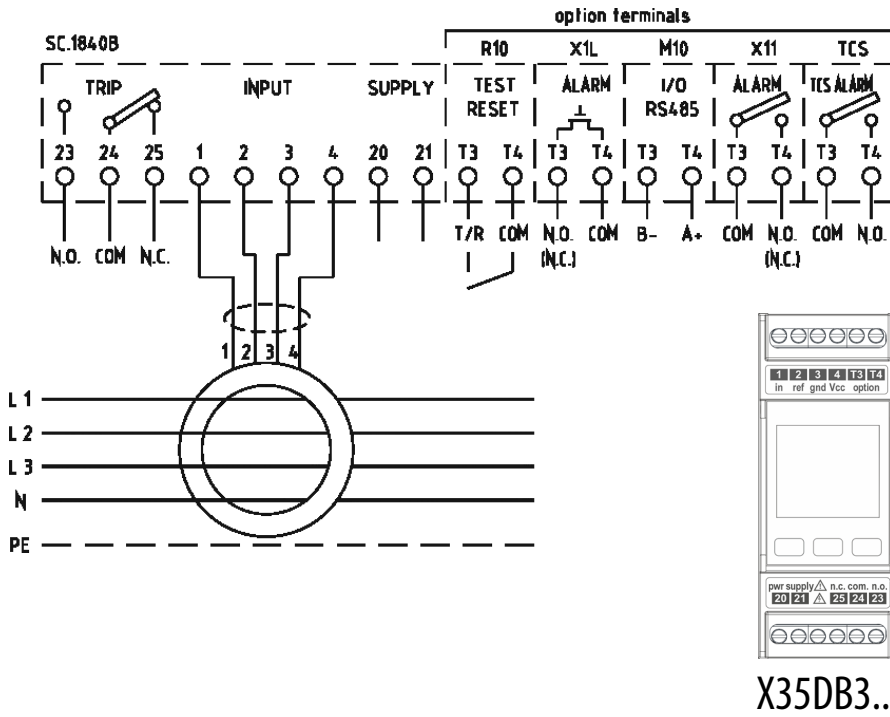 option terminals
SC.1840B R10 X1L M10 X11 TCS
TRIP INPUT SUPPLY TEST RESET ALARM I/O RS485 ALARM TCS ALARM
23 24 25 1 2 3 4 20 21 T3 T4 T3 T4 T3 T4 T3 T4 T3 T4
N.O. COM N.C. T/R COM N.O. (N.C.) COM B- A+ COM N.O. (N.C.) COM N.O.
1 2 3 4
L1
L2
L3
N
PE
1 2 3 4 T3 T4
in ref gnd Vcc option
pwr supply n.c. com. n.o.
20 21 25 24 23
X35DB3..